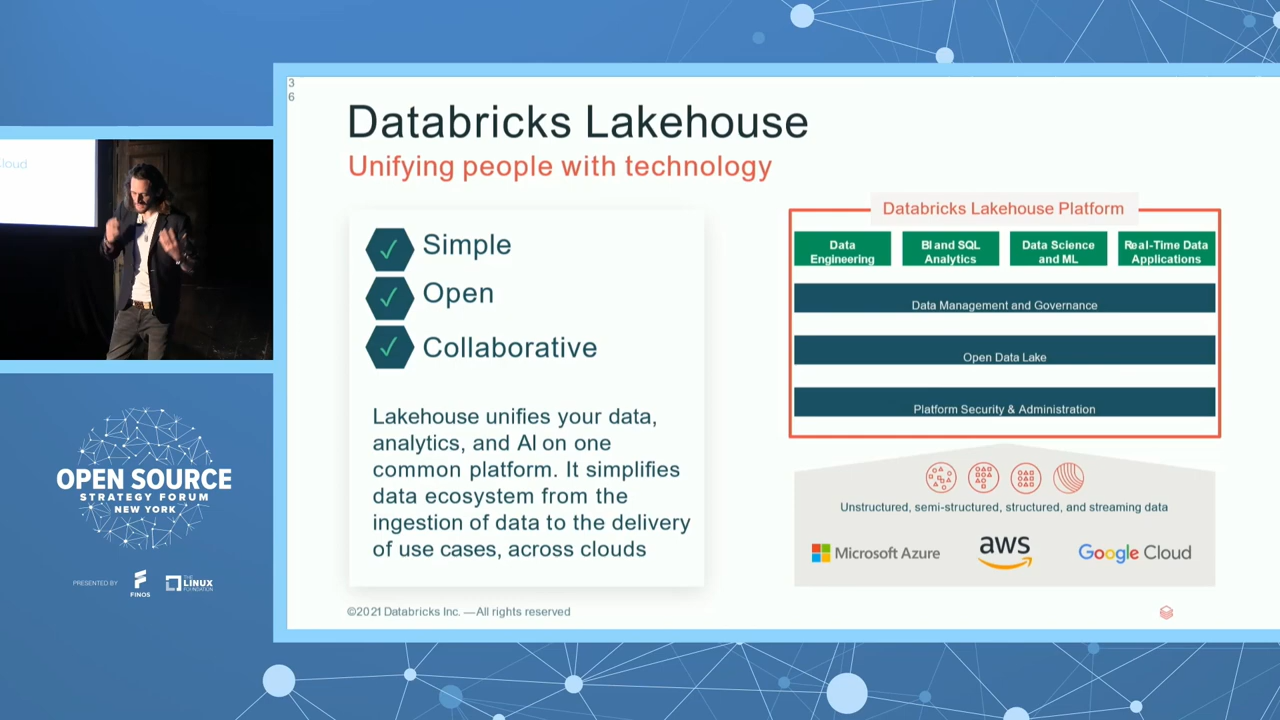 3
6
Databricks Lakehouse
Unifying people with technology
Simple
Open
Collaborative
Lakehouse unifies your data,
analytics, and AI on one
common platform. It simplifies
data ecosystem from the
ingestion of data to the delivery
of use cases, across clouds
Databricks Lakehouse Platform
Data
Engineering
BI and SQL
Analytics
Data Science
and ML
Real-Time Data
Applications
Data Management and Governance
Open Data Lake
Platform Security & Administration
Unstructured, semi-structured, structured, and streaming data
Microsoft Azure
aws
Google Cloud
©2021 Databricks Inc. — All rights reserved
loud
OPEN SOURCE
STRATEGY FORUM
NEW YORK
PRESENTED BY
FINOS
THE
LINUX
FOUNDATION